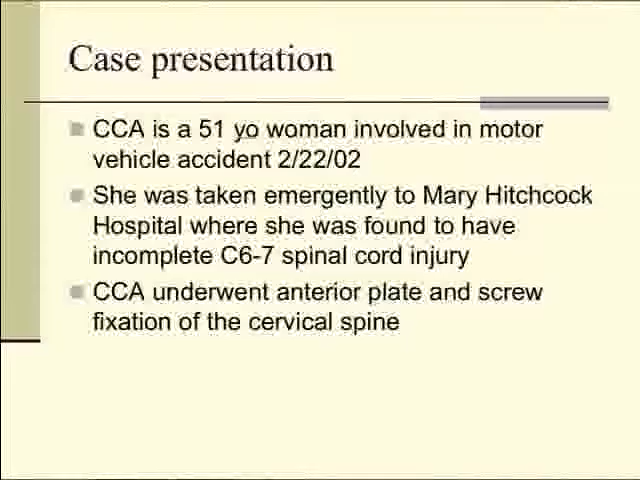 Case presentation
CCA is a 51 yo woman involved in motor
vehicle accident 2/22/02
She was taken emergently to Mary Hitchcock
Hospital where she was found to have
incomplete C6-7 spinal cord injury
CCA underwent anterior plate and screw
fixation of the cervical spine